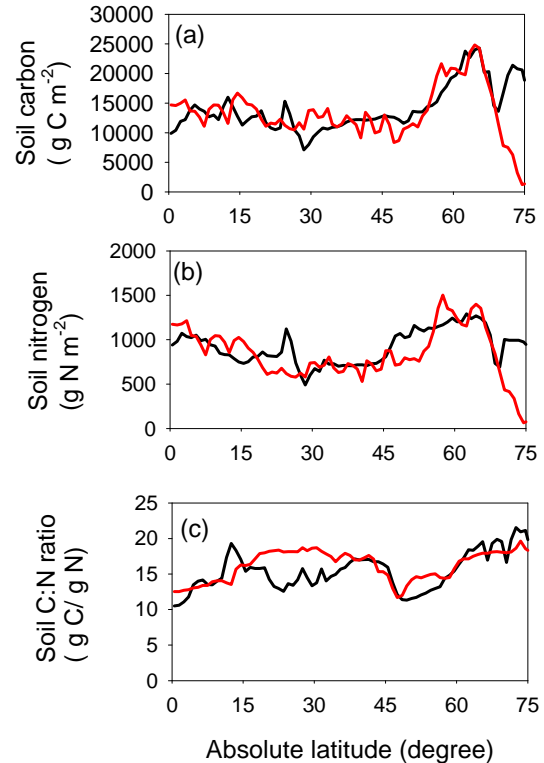 (a)
Soil carbon
( g C m-2)
30000
25000
20000
15000
10000
5000
0
0 15 30 45 60 75
(b)
Soil nitrogen
(g N m-2)
2000
1500
1000
500
0
0 15 30 45 60 75
(c)
Soil C:N ratio
( g C/ g N)
25
20
15
10
5
0
0 15 30 45 60 75
Absolute latitude (degree)